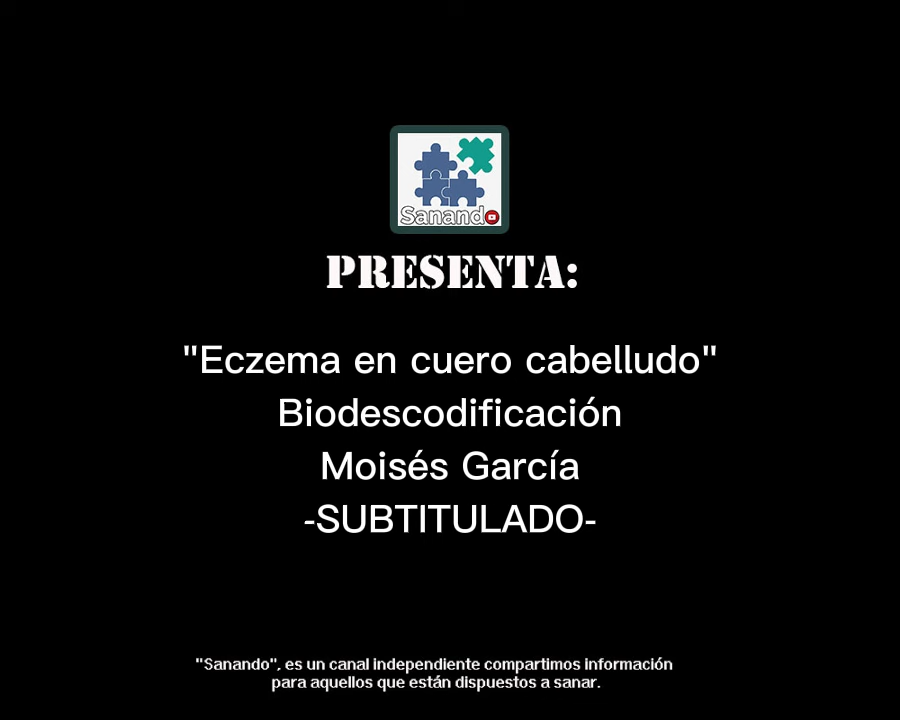 Sanando
PRESENTA:
"Eczema en cuero cabelludo"
Biodescodificación
Moisés García
-SUBTITULADO-
"Sanando", es un canal independiente compartimos información
para aquellos que están dispuestos a sanar.